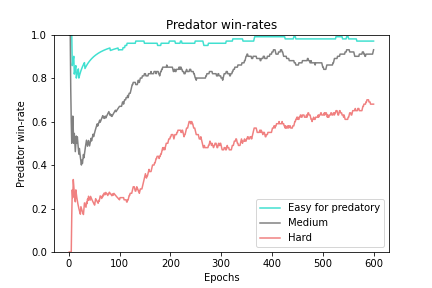 Predator win-rates
Predator win-rate
1.0
0.8
0.6
0.4
0.2
0.0
0
100
200
300
400
500
600
Epochs
Easy for predatory
Medium
Hard